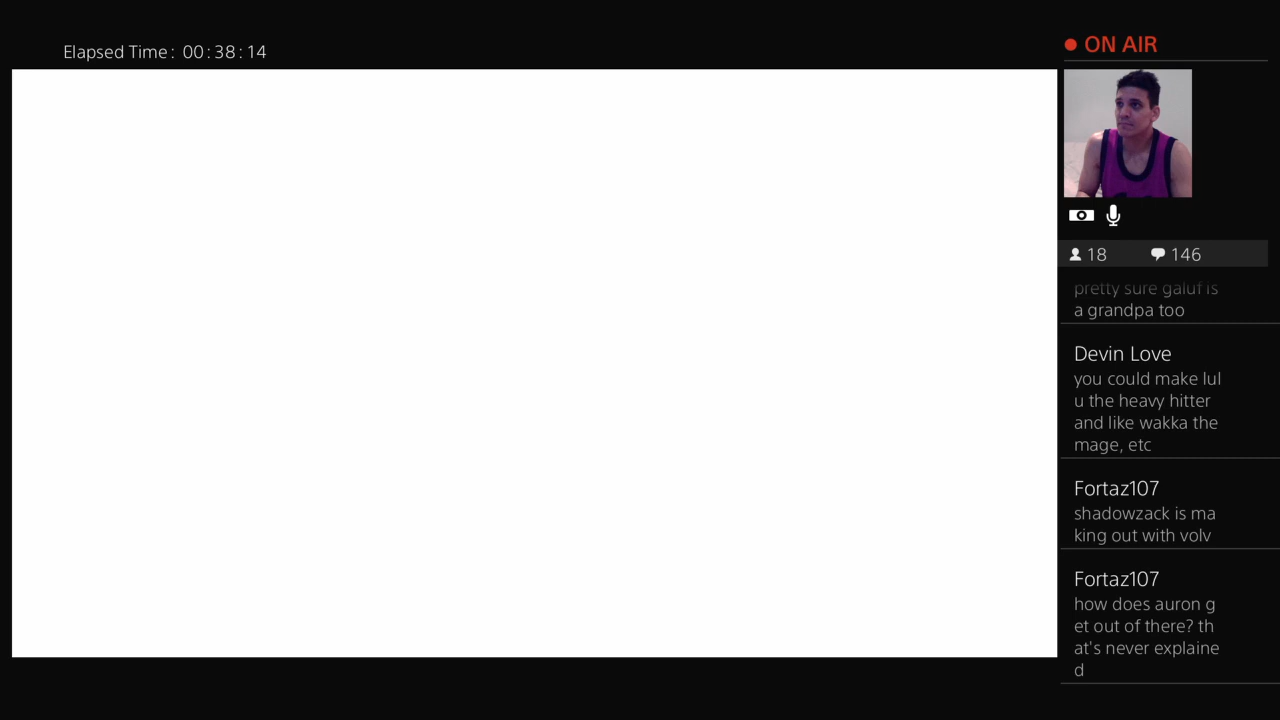 Elapsed Time: 00:38:14
ON AIR
18 146
pretty sure galuf is
a grandpa too
Devin Love
you could make lul
u the heavy hitter
and like wakka the
mage, etc
Fortaz107
shadowzack is ma
king out with volv
Fortaz107
how does auron g
et out of there? th
at's never explaine
d